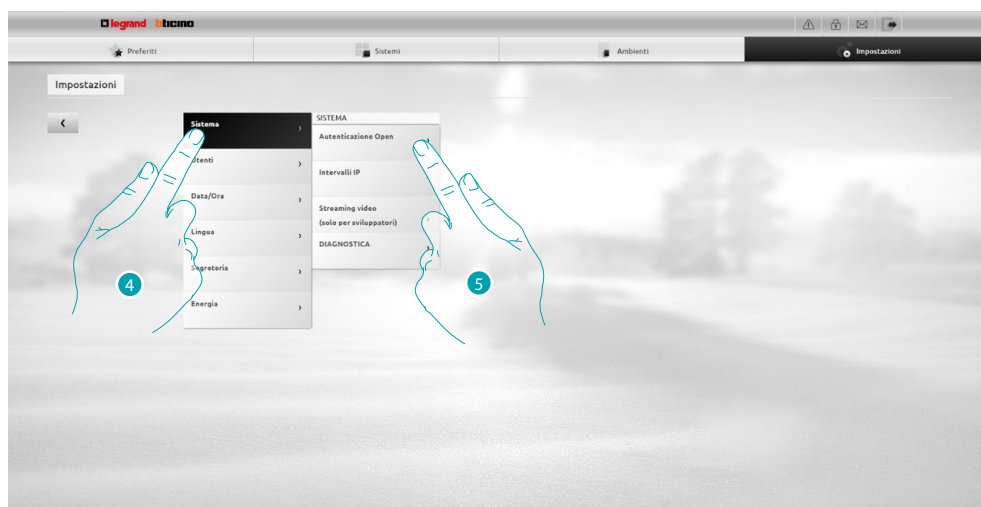 legrand bticino
Preferiti
Sistemi
Ambienti
Impostazioni
Impostazioni
Sistema
Utenti
Data/Ora
Lingua
Segreteria
Energia
SISTEMA
Autenticazione Open
Intervalli IP
Streaming video
(solo per sviluppatori)
DIAGNOSTICA
4
5